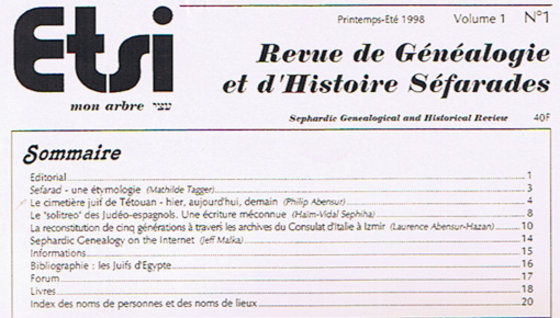 Etsi
mon arbre עצי
Printemps-Eté 1998 Volume 1 N°1
Revue de Généalogie
et d'Histoire Séfarades
Sephardic Genealogical and Historical Review 40F
Sommaire
Editorial 1
Sefarad - une étymologie (Mathilde Tagger) 3
Le cimetière juif de Tétouan - hier, aujourd'hui, demain (Philip Abensur) 4
Le "solitreo" des Judéo-espagnols. Une écriture méconnue (Haïm-Vidal Sephiha) 8
La reconstitution de cinq générations à travers les archives du Consulat d'Italie à Izmir (Laurence Abensur-Hazan) 10
Sephardic Genealogy on the Internet (Jeff Malka) 14
Informations 15
Bibliographie : les Juifs d'Egypte 16
Forum 17
Livres 18
Index des noms de personnes et des noms de lieux 20